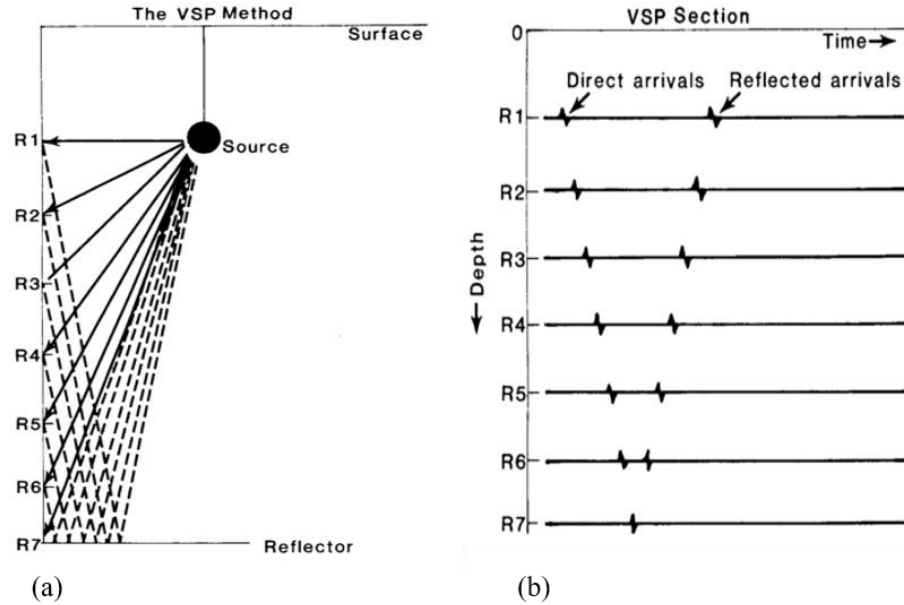 The VSP Method
Surface
R1
Source
R2
R3
R4
R5
R6
R7
Reflector
(a)
VSP Section
0
Time→
Direct arrivals
Reflected arrivals
R1
R2
R3
←Depth
R4
R5
R6
R7
(b)